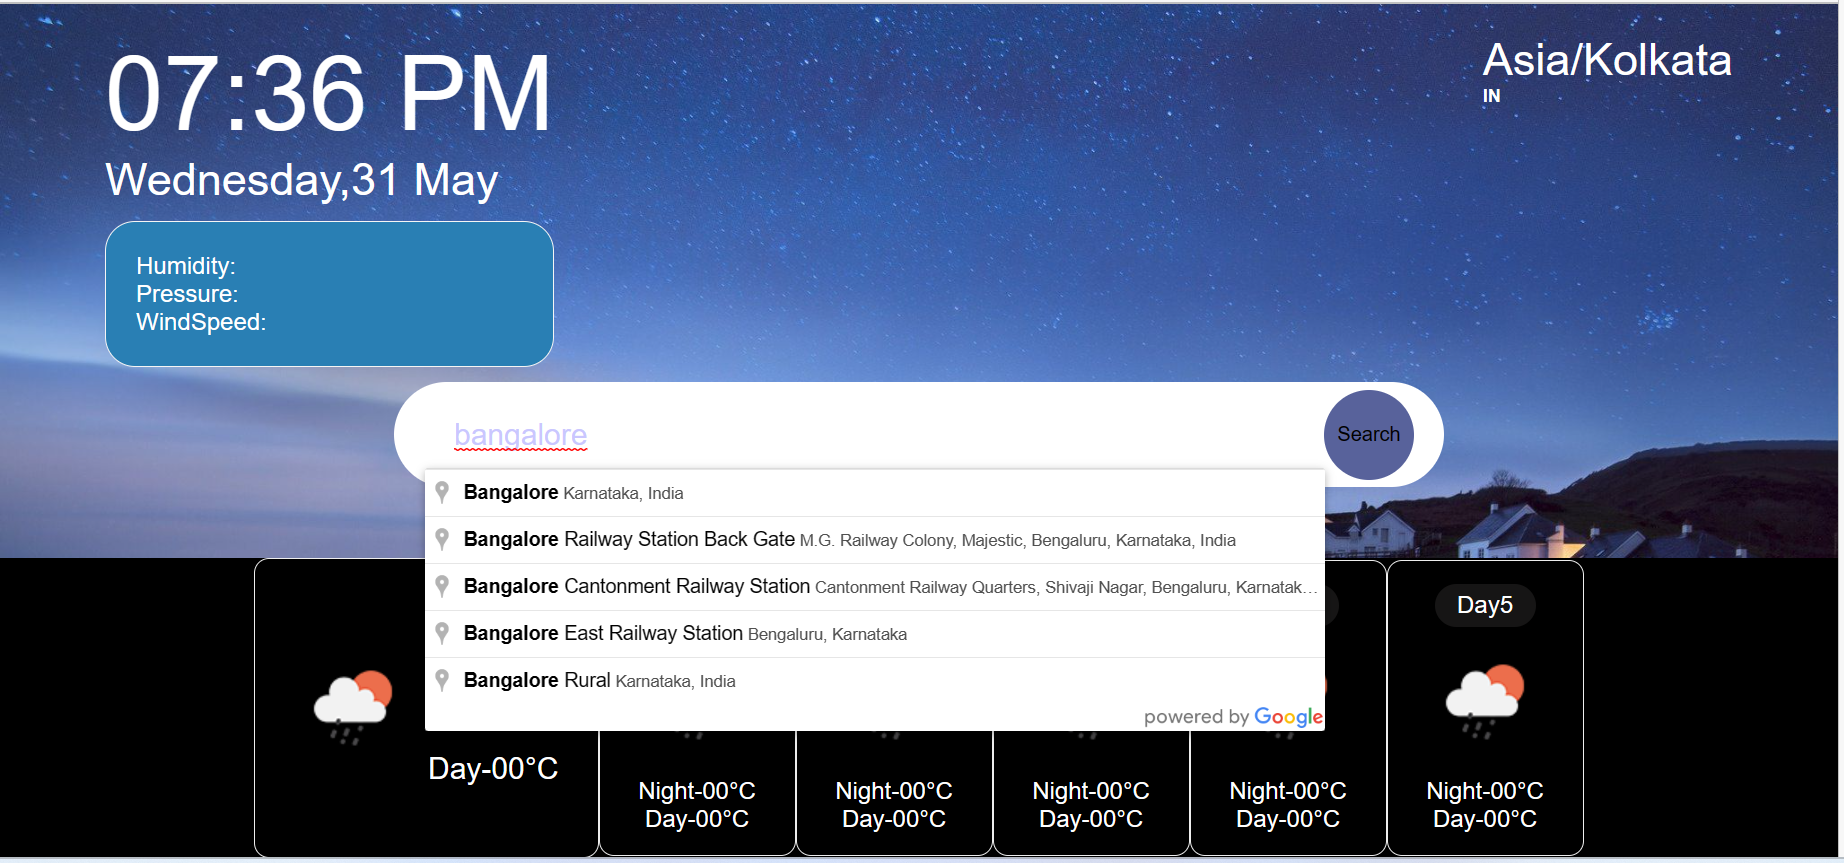 07:36 PM
Wednesday,31 May
Asia/Kolkata
IN
Humidity:
Pressure:
WindSpeed:
bangalore
Search
Bangalore Karnataka, India
Bangalore Railway Station Back Gate M.G. Railway Colony, Majestic, Bengaluru, Karnataka, India
Bangalore Cantonment Railway Station Cantonment Railway Quarters, Shivaji Nagar, Bengaluru, Karnatak...
Bangalore East Railway Station Bengaluru, Karnataka
Bangalore Rural Karnataka, India
powered by Google
Day-00°C
Night-00°C
Day-00°C
Night-00°C
Day-00°C
Night-00°C
Day-00°C
Night-00°C
Day-00°C
Day5
Night-00°C
Day-00°C